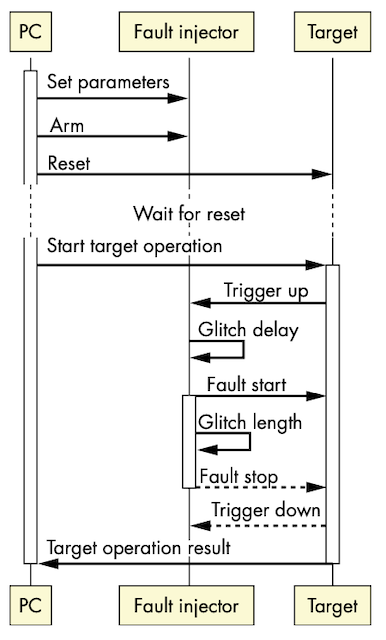 PC Fault injector Target
Set parameters
Arm
Reset
Wait for reset
Start target operation
Trigger up
Glitch delay
Fault start
Glitch length
Fault stop
Trigger down
Target operation result
PC Fault injector Target